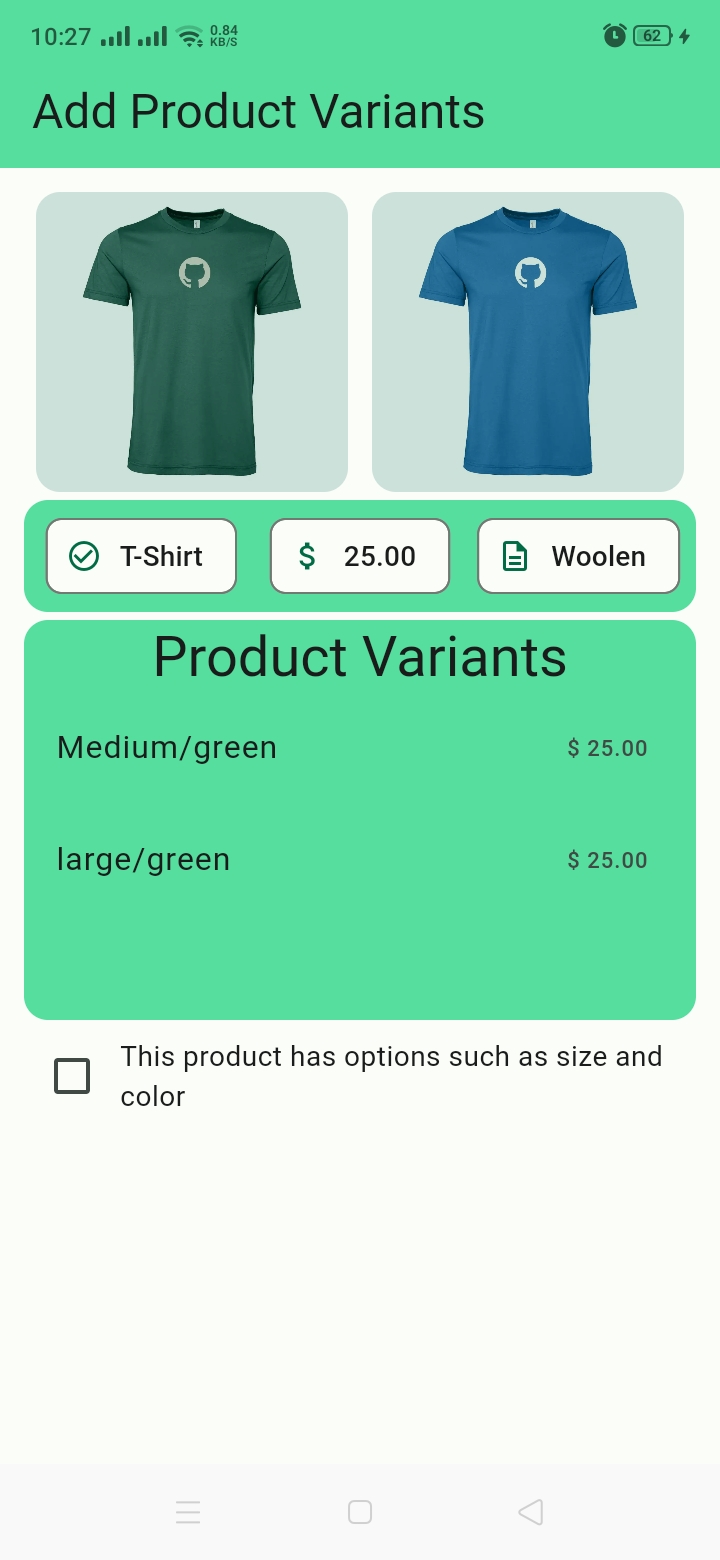 10:27 0.84 KB/S 62
Add Product Variants
T-Shirt $ 25.00 Woolen
Product Variants
Medium/green $ 25.00
large/green $ 25.00
This product has options such as size and
color